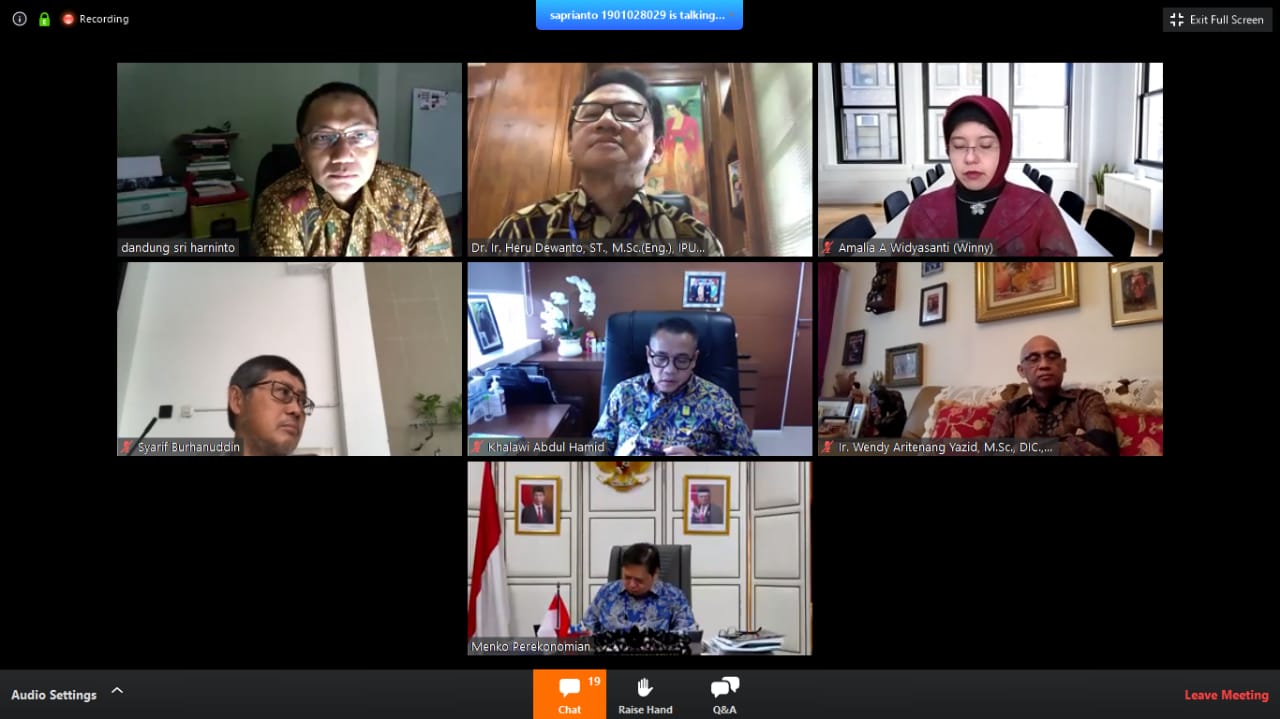 Recording
saprianto 1901028029 is talking...
Exit Full Screen
dandung sri harninto
Dr. Ir. Heru Dewanto, ST., M.Sc.(Eng.), IPU...
Amalia A Widyasanti (Winny)
Syarif Burhanuddin
Khalawi Abdul Hamid
Ir. Wendy Aritenang Yazid, M.Sc., DIC.,...
Menko Perekonomian
Audio Settings
19
Chat
Raise Hand
Q&A
Leave Meeting